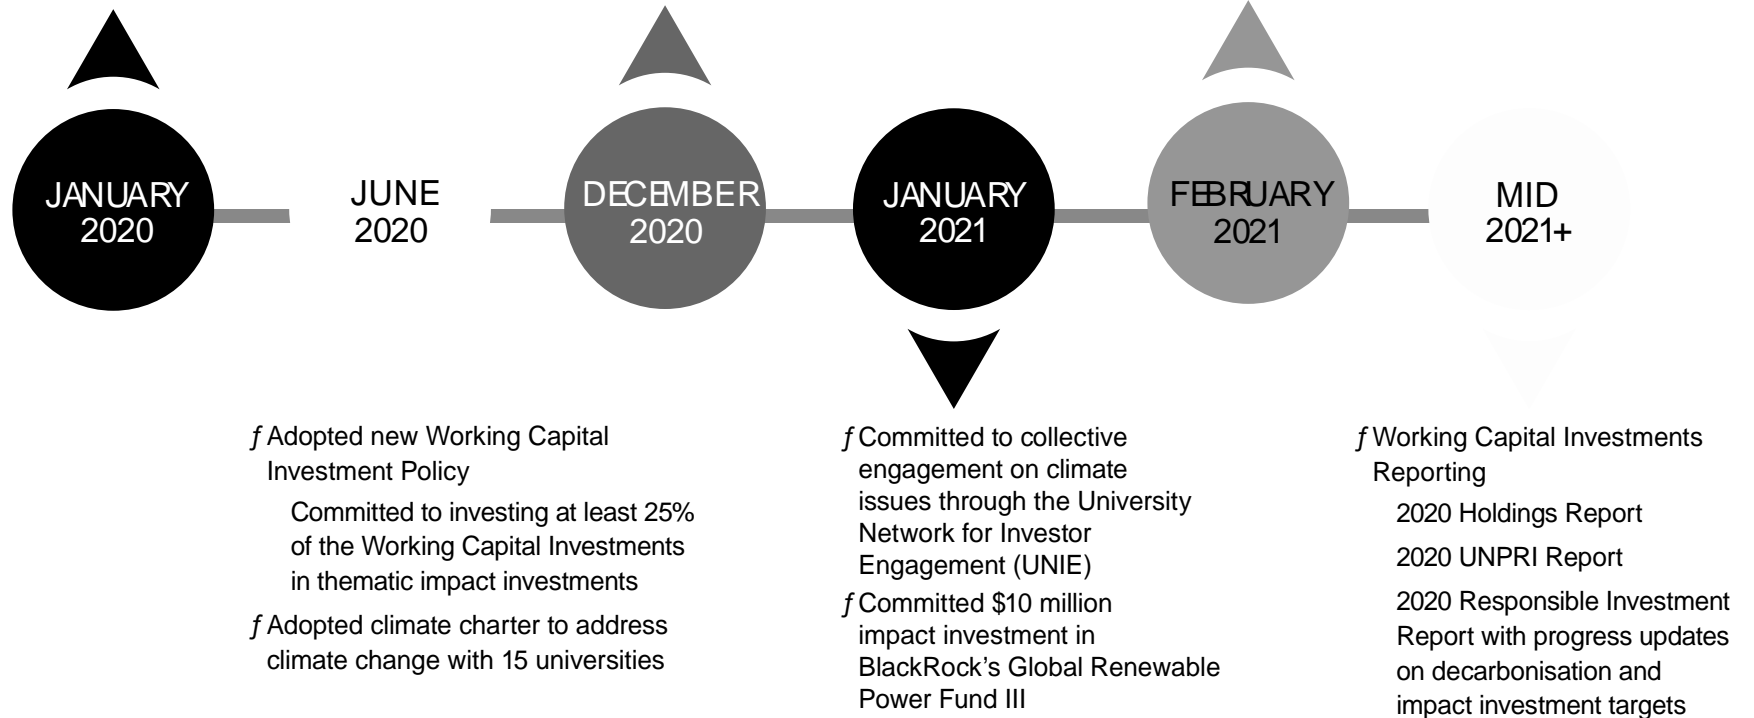 JANUARY
2020
JUNE
2020
DECEMBER
2020
JANUARY
2021
FEBRUARY
2021
MID
2021+
ƒ Adopted new Working Capital
Investment Policy
Committed to investing at least 25%
of the Working Capital Investments
in thematic impact investments
ƒ Adopted climate charter to address
climate change with 15 universities
ƒ Committed to collective
engagement on climate
issues through the University
Network for Investor
Engagement (UNIE)
ƒ Committed $10 million
impact investment in
BlackRock’s Global Renewable
Power Fund III
ƒ Working Capital Investments
Reporting
2020 Holdings Report
2020 UNPRI Report
2020 Responsible Investment
Report with progress updates
on decarbonisation and
impact investment targets